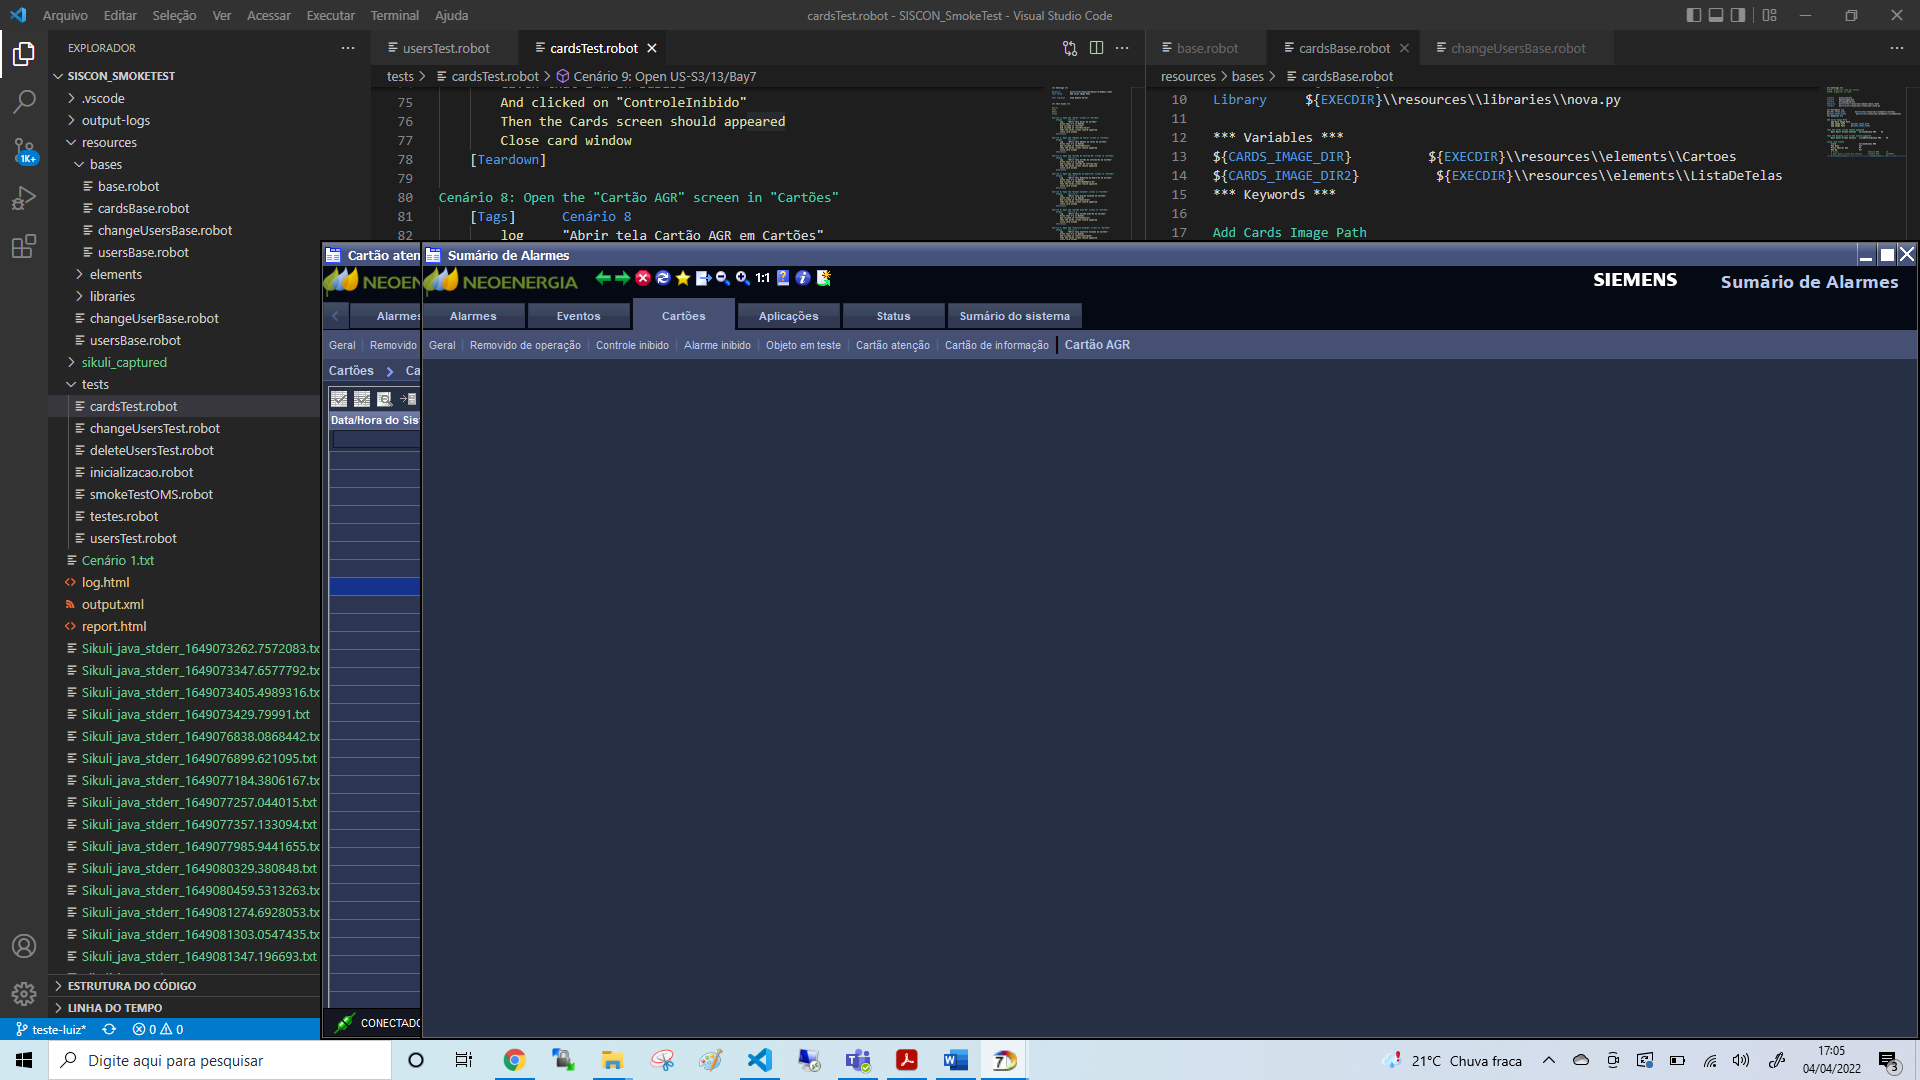 Arquivo Editar Seleção Ver Acessar Executar Terminal Ajuda
cardsTest.robot - SISCON_SmokeTest - Visual Studio Code
EXPLORADOR
SISCON_SMOKETEST
.vscode
output-logs
resources
bases
base.robot
cardsBase.robot
changeUsersBase.robot
usersBase.robot
elements
libraries
changeUserBase.robot
usersBase.robot
sikuli_captured
tests
cardsTest.robot
changeUsersTest.robot
deleteUsersTest.robot
inicializacao.robot
smokeTestOMS.robot
testes.robot
usersTest.robot
Cenário 1.txt
log.html
output.xml
report.html
Sikuli_java_stderr_1649073262.7572083.tx
Sikuli_java_stderr_1649073347.6577792.tx
Sikuli_java_stderr_1649073405.4989316.tx
Sikuli_java_stderr_1649073429.79991.txt
Sikuli_java_stderr_1649076838.0868442.tx
Sikuli_java_stderr_1649076899.621095.txt
Sikuli_java_stderr_1649077184.3806167.tx
Sikuli_java_stderr_1649077257.044015.txt
Sikuli_java_stderr_1649077357.133094.txt
Sikuli_java_stderr_1649077985.9441655.tx
Sikuli_java_stderr_1649080329.380848.txt
Sikuli_java_stderr_1649080459.5313263.tx
Sikuli_java_stderr_1649081274.6928053.tx
Sikuli_java_stderr_1649081303.0547435.tx
Sikuli_java_stderr_1649081347.196693.txt
ESTRUTURA DO CÓDIGO
LINHA DO TEMPO
1K+
teste-luiz* 0 0
usersTest.robot cardsTest.robot
tests > cardsTest.robot > Cenário 9: Open US-S3/13/Bay7
75 And clicked on "ControleInibido"
76 Then the Cards screen should appeared
77 Close card window
78 [Teardown]
79
80 Cenário 8: Open the "Cartão AGR" screen in "Cartões"
81 [Tags] Cenário 8
82 log "Abrir tela Cartão AGR em Cartões"
base.robot cardsBase.robot changeUsersBase.robot
resources > bases > cardsBase.robot
10 Library ${EXECDIR}\\resources\\libraries\\nova.py
11
12 *** Variables ***
13 ${CARDS_IMAGE_DIR} ${EXECDIR}\\resources\\elements\\Cartoes
14 ${CARDS_IMAGE_DIR2} ${EXECDIR}\\resources\\elements\\ListaDeTelas
15 *** Keywords ***
16
17 Add Cards Image Path
Cartão aten
NEOEN
Alarmes
Geral Removido
Cartões > Ca
Data/Hora do Sis
CONECTADO
Sumário de Alarmes
NEOENERGIA
1:1
SIEMENS Sumário de Alarmes
Alarmes Eventos Cartões Aplicações Status Sumário do sistema
Geral Removido de operação Controle inibido Alarme inibido Objeto em teste Cartão atenção Cartão de informação Cartão AGR
Digite aqui para pesquisar
7
21°C Chuva fraca
17:05
04/04/2022
3